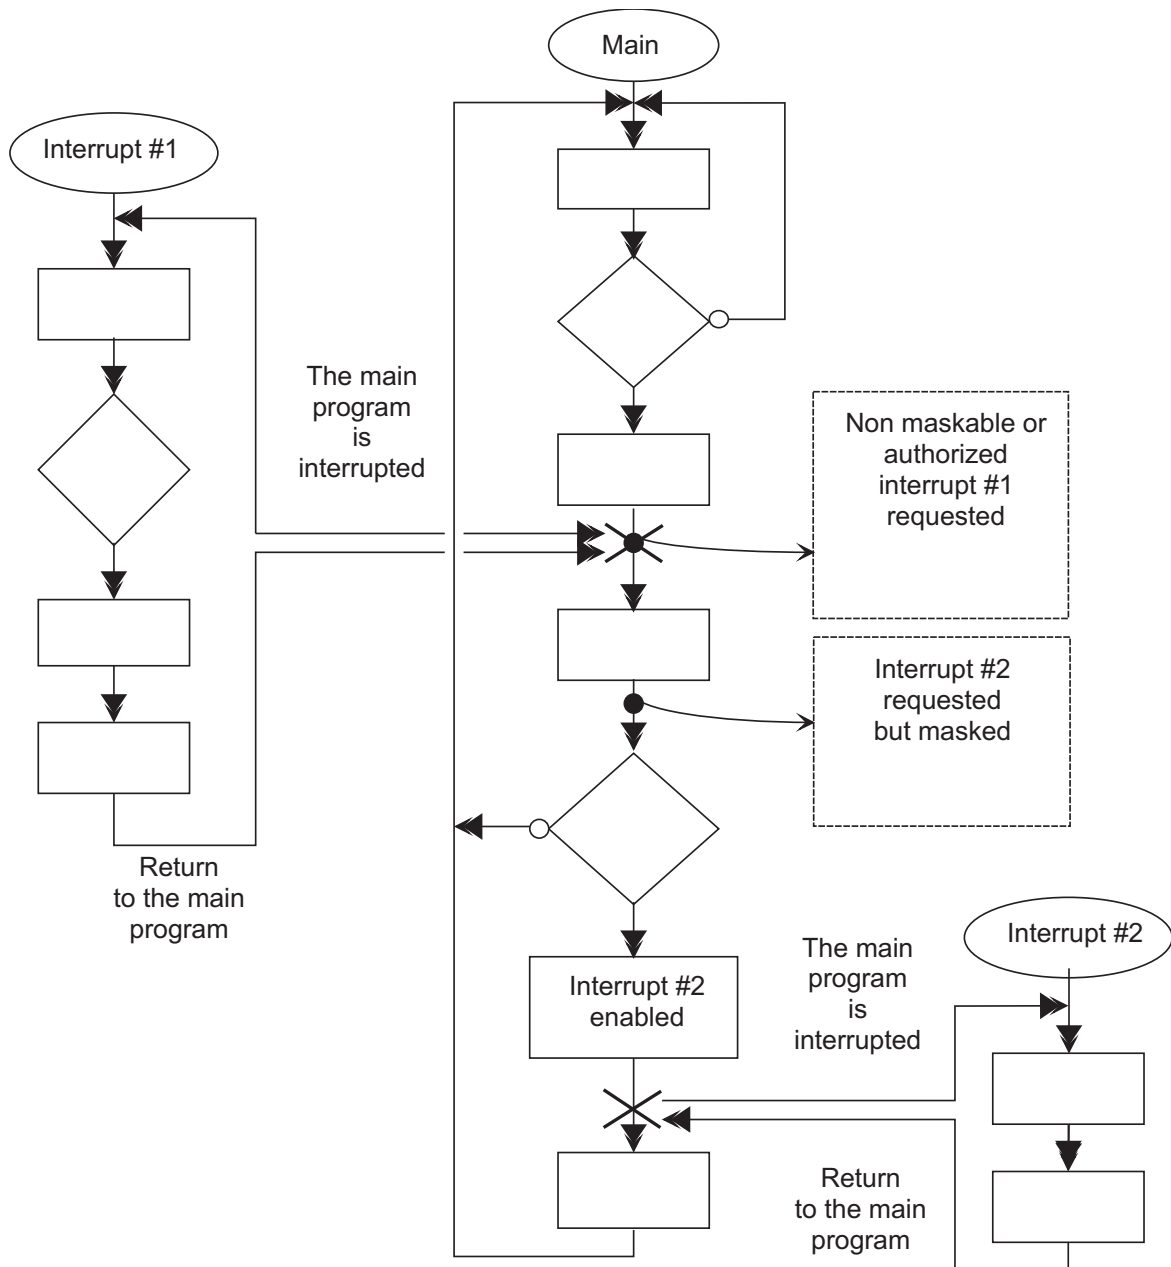 Main
Interrupt #1
The main
program
is
interrupted
Non maskable or
authorized
interrupt #1
requested
Interrupt #2
requested
but masked
Return
to the main
program
Interrupt #2
The main
program
is
interrupted
Interrupt #2
enabled
Return
to the main
program